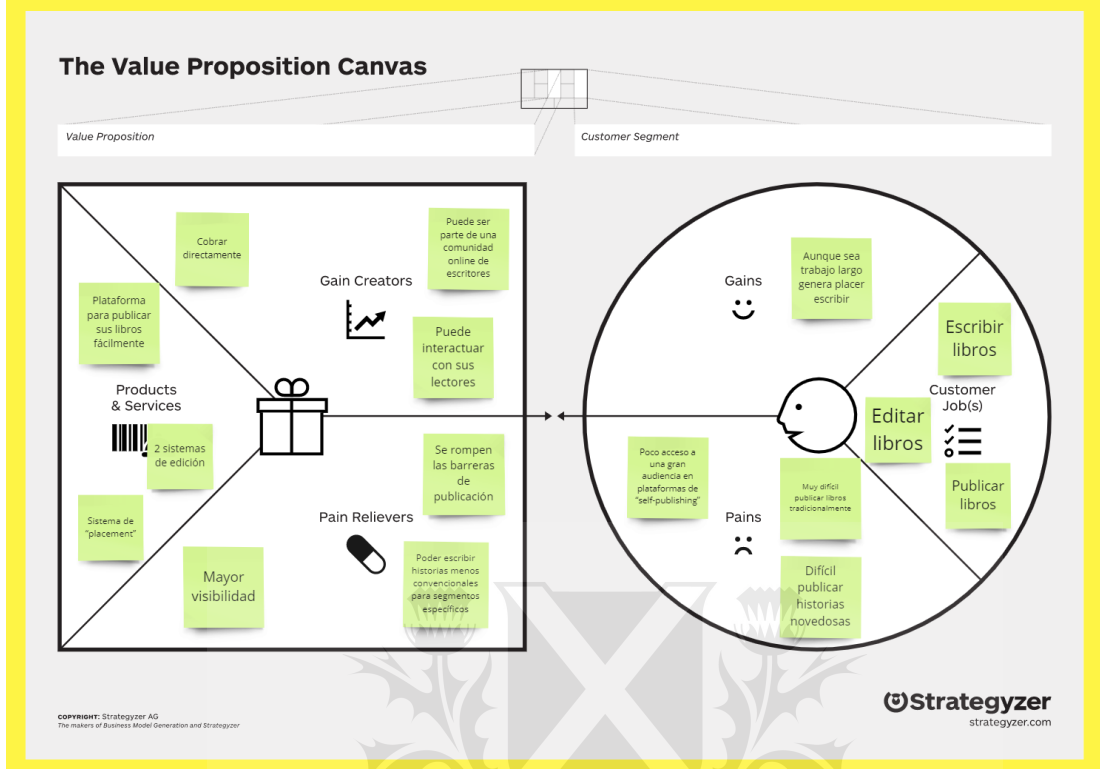 The Value Proposition Canvas
Value Proposition
Customer Segment
Cobrar
directamente
Puede ser
parte de una
comunidad
online de
escritores
Gain Creators
Plataforma
para publicar
sus libros
fácilmente
Puede
interactuar
con sus
lectores
Products
& Services
2 sistemas
de edición
Sistema de
"placement"
Se rompen
las barreras
de
publicación
Pain Relievers
Poder escribir
historias menos
convencionales
para segmentos
específicos
Mayor
visibilidad
Gains
Aunque sea
trabajo largo
genera placer
escribir
Escribir
libros
Customer
Job(s)
Editar
libros
Publicar
libros
Poco acceso a
una gran
audiencia en
plataformas de
"self-publishing"
Muy difícil
publicar libros
tradicionalmente
Pains
Difícil
publicar
historias
novedosas
COPYRIGHT: Strategyzer AG
The makers of Business Model Generation and Strategyzer
Strategyzer
strategyzer.com